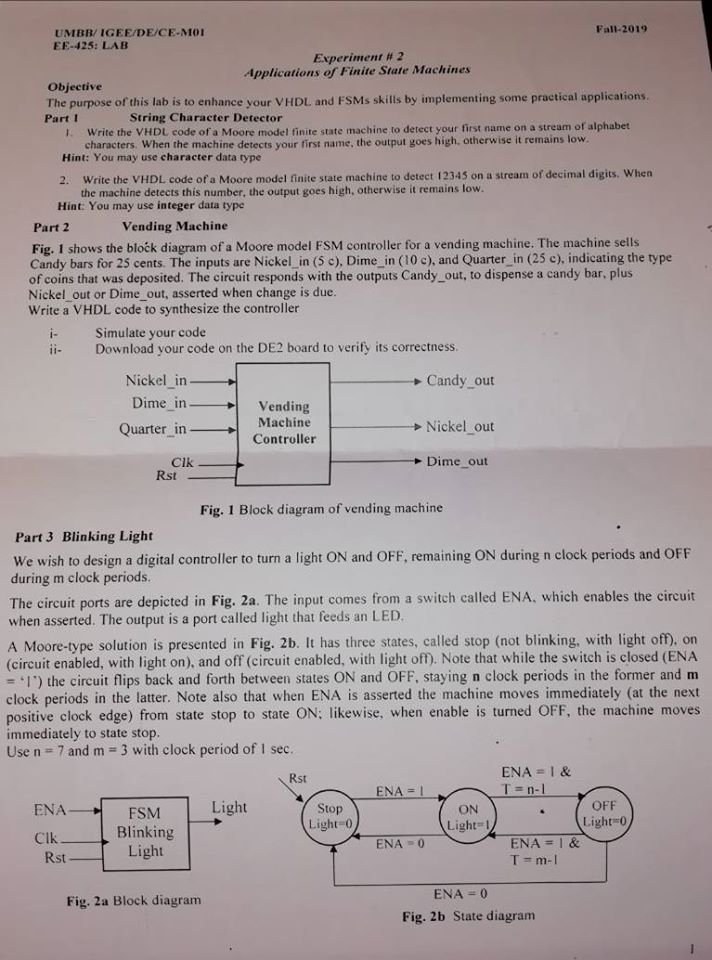 UMBB/ IGEE/DE/CE-M01
Fall-2019
EE-425: LAB
Experiment # 2
Applications of Finite State Machines
Objective
The purpose of this lab is to enhance your VHDL and FSMs skills by implementing some practical applications.
Part 1 String Character Detector
1. Write the VHDL code of a Moore model finite state machine to detect your first name on a stream of alphabet
characters. When the machine detects your first name, the output goes high, otherwise it remains low.
Hint: You may use character data type
2. Write the VHDL code of a Moore model finite state machine to detect 12345 on a stream of decimal digits. When
the machine detects this number, the output goes high, otherwise it remains low.
Hint: You may use integer data type
Part 2 Vending Machine
Fig. 1 shows the block diagram of a Moore model FSM controller for a vending machine. The machine sells
Candy bars for 25 cents. The inputs are Nickel_in (5 c), Dime_in (10 c), and Quarter_in (25 c), indicating the type
of coins that was deposited. The circuit responds with the outputs Candy_out, to dispense a candy bar, plus
Nickel_out or Dime_out, asserted when change is due.
Write a VHDL code to synthesize the controller
i- Simulate your code
ii- Download your code on the DE2 board to verify its correctness.
Nickel_in
Dime_in
Quarter_in
Clk
Rst
Vending
Machine
Controller
Candy_out
Nickel_out
Dime_out
Fig. 1 Block diagram of vending machine
Part 3 Blinking Light
We wish to design a digital controller to turn a light ON and OFF, remaining ON during n clock periods and OFF
during m clock periods.
The circuit ports are depicted in Fig. 2a. The input comes from a switch called ENA, which enables the circuit
when asserted. The output is a port called light that feeds an LED.
A Moore-type solution is presented in Fig. 2b. It has three states, called stop (not blinking, with light off), on
(circuit enabled, with light on), and off (circuit enabled, with light off). Note that while the switch is closed (ENA
= '1') the circuit flips back and forth between states ON and OFF, staying n clock periods in the former and m
clock periods in the latter. Note also that when ENA is asserted the machine moves immediately (at the next
positive clock edge) from state stop to state ON; likewise, when enable is turned OFF, the machine moves
immediately to state stop.
Use n = 7 and m = 3 with clock period of 1 sec.
ENA
Clk
Rst
FSM
Blinking
Light
Light
Fig. 2a Block diagram
Rst
Stop
Light=0
ENA = 1
ENA = 0
ON
Light=1
ENA = 1 &
T = n-1
ENA = 1 &
T = m-1
OFF
Light=0
ENA = 0
Fig. 2b State diagram
1